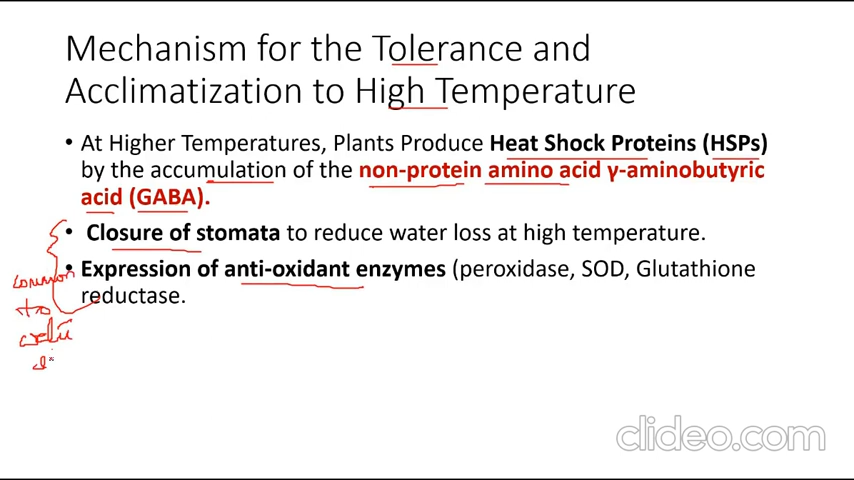 Mechanism for the Tolerance and
Acclimatization to High Temperature
• At Higher Temperatures, Plants Produce Heat Shock Proteins (HSPs)
by the accumulation of the non-protein amino acid γ-aminobutyric
acid (GABA).
• Closure of stomata to reduce water loss at high temperature.
• Expression of anti-oxidant enzymes (peroxidase, SOD, Glutathione
reductase.
common
to
clideo.com